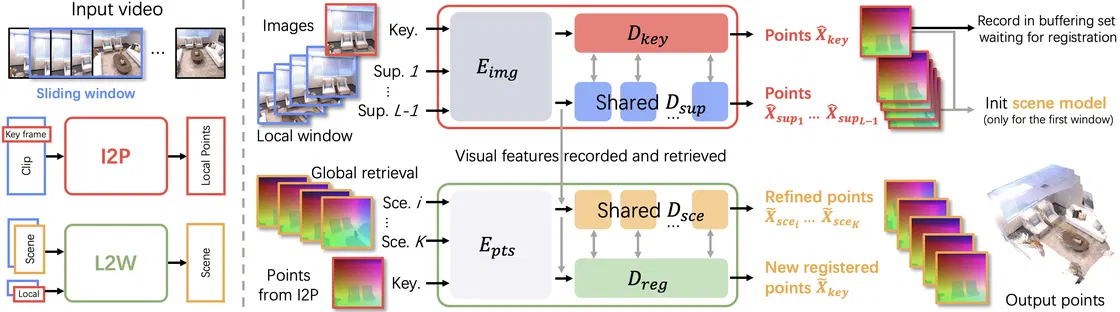 Input video
...
Sliding window
Key frame
Clip
I2P
Local Points
Scene
Local
L2W
Scene
Images
Local window
Key.
Sup. 1
⋮
Sup. L-1
E_img
D_key
Shared D_sup
...
Points X̂_key
Points
X̂_sup₁ ... X̂_sup_L−1
Record in buffering set
waiting for registration
Init scene model
(only for the first window)
Visual features recorded and retrieved
Global retrieval
Sce. i
⋮
Sce. K
Key.
Points
from I2P
E_pts
Shared D_sce
...
D_reg
Refined points
X̃_sce_i ... X̃_sce_K
New registered
points X̃_key
Output points